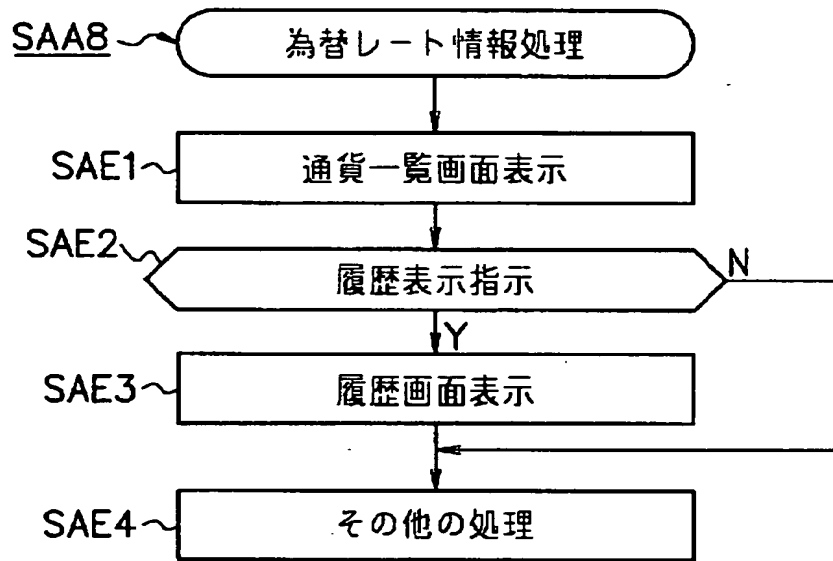 SAA8 為替レート情報処理
SAE1 通貨一覧画面表示
SAE2 履歴表示指示 N
Y
SAE3 履歴画面表示
SAE4 その他の処理